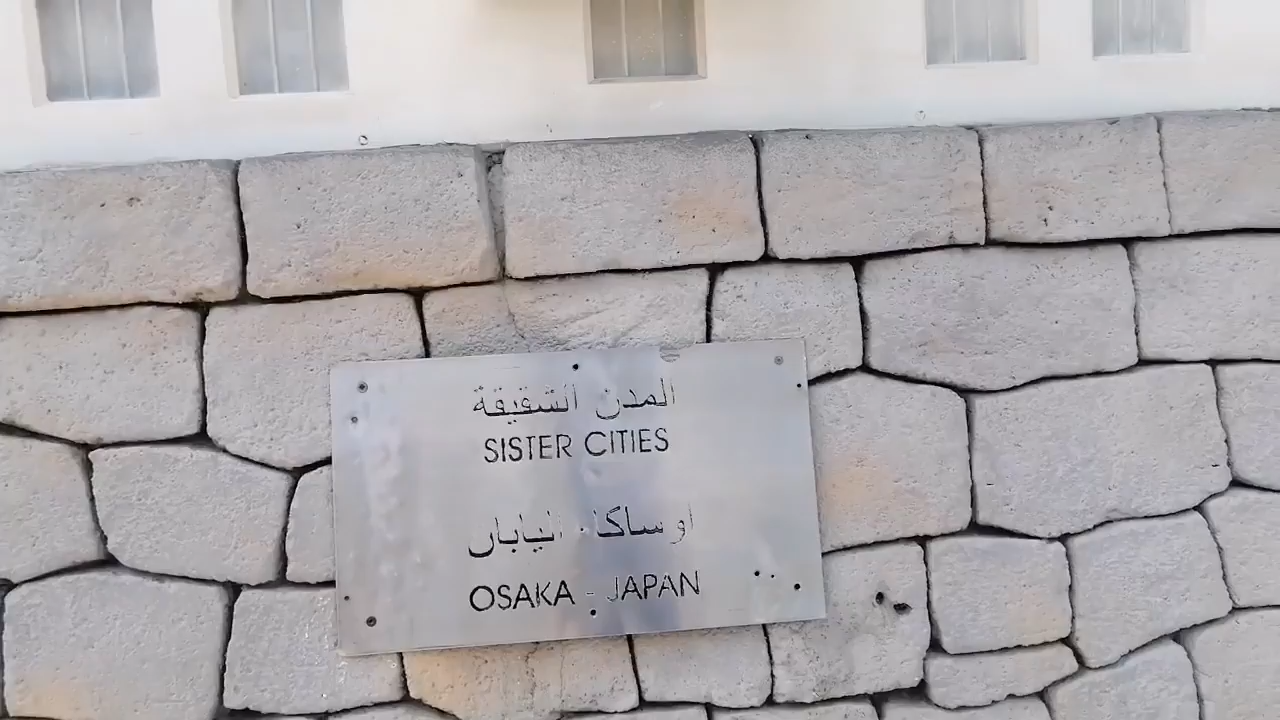 المدن الشقيقة
SISTER CITIES
اوساكا - اليابان
OSAKA - JAPAN